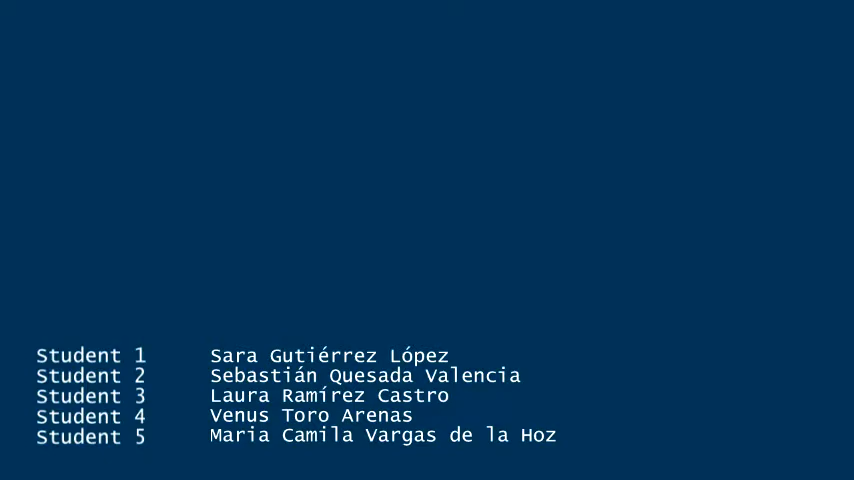 Student 1 Sara Gutiérrez López
Student 2 Sebastián Quesada Valencia
Student 3 Laura Ramírez Castro
Student 4 Venus Toro Arenas
Student 5 Maria Camila Vargas de la Hoz